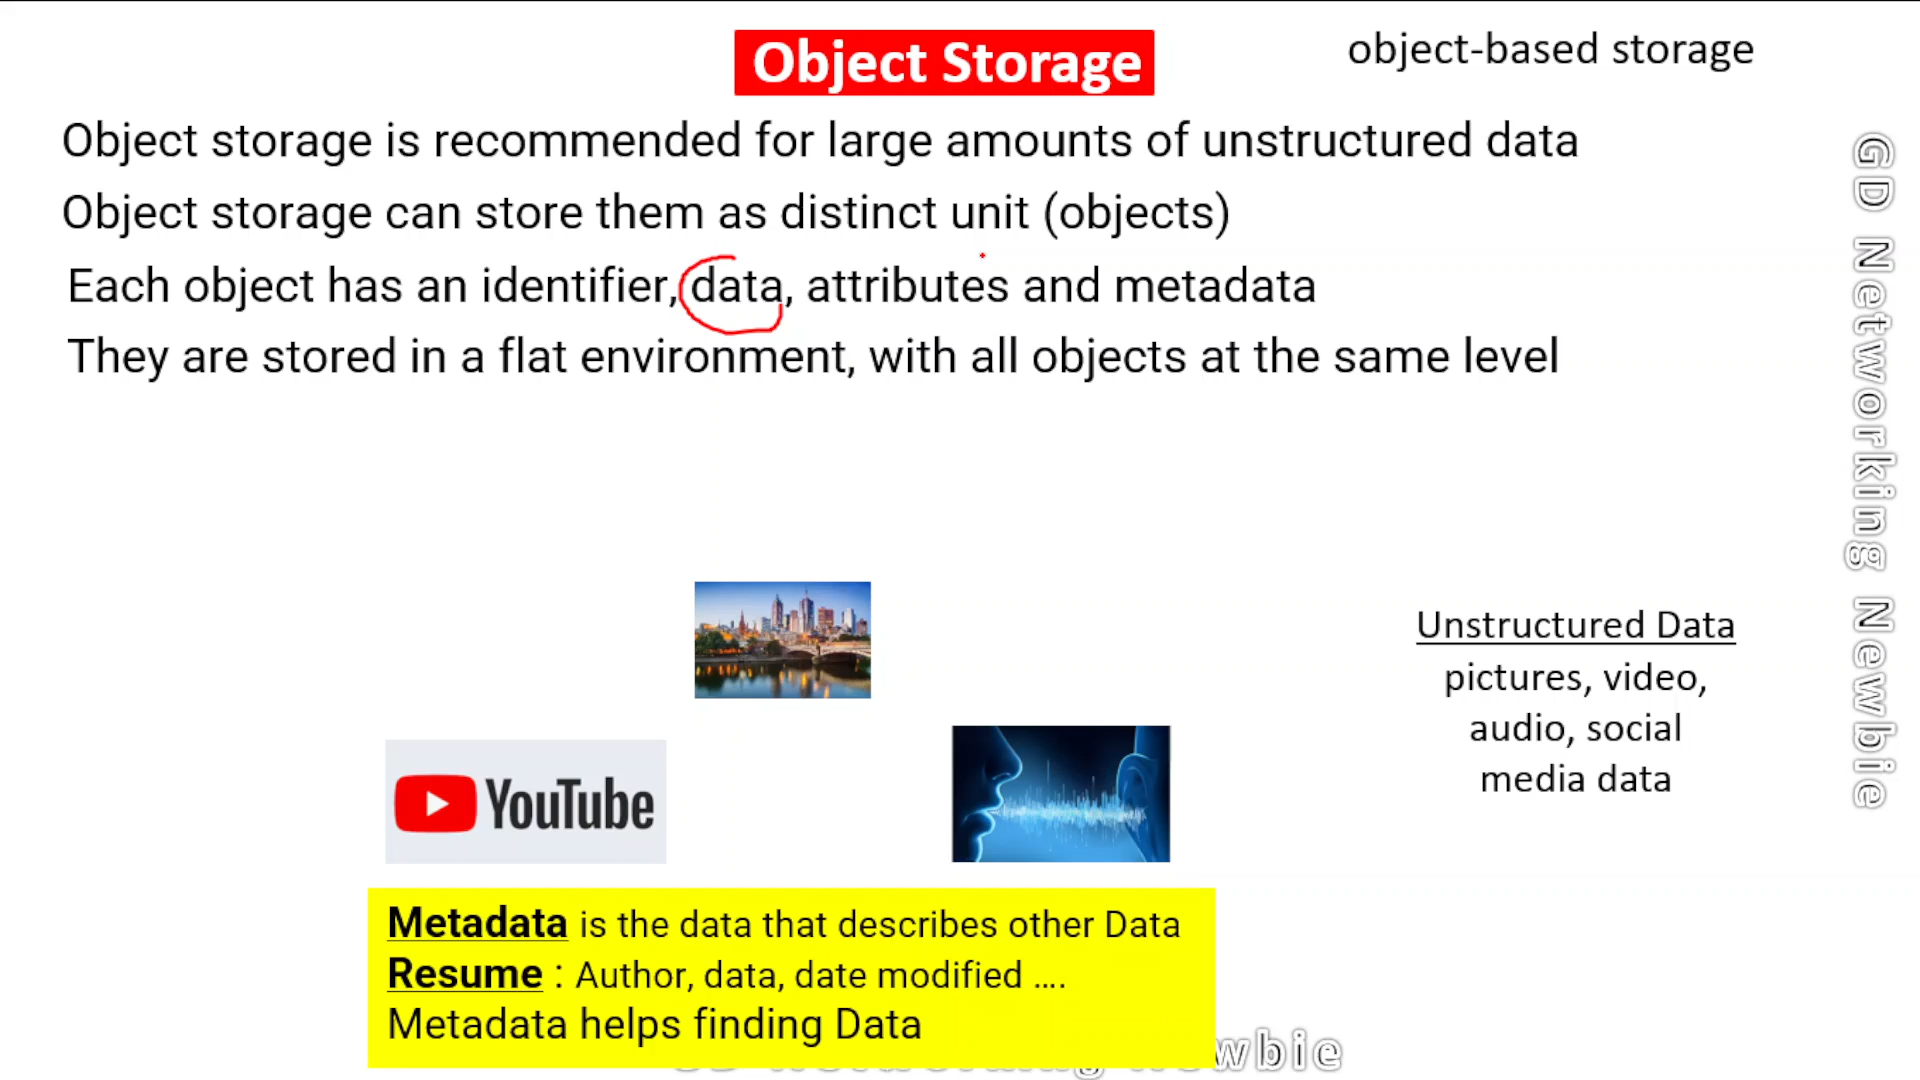 Object Storage
object-based storage
Object storage is recommended for large amounts of unstructured data
Object storage can store them as distinct unit (objects)
Each object has an identifier, data, attributes and metadata
They are stored in a flat environment, with all objects at the same level
GD Networking Newbie
Unstructured Data
pictures, video,
audio, social
media data
YouTube
Metadata is the data that describes other Data
Resume : Author, data, date modified ....
Metadata helps finding Data